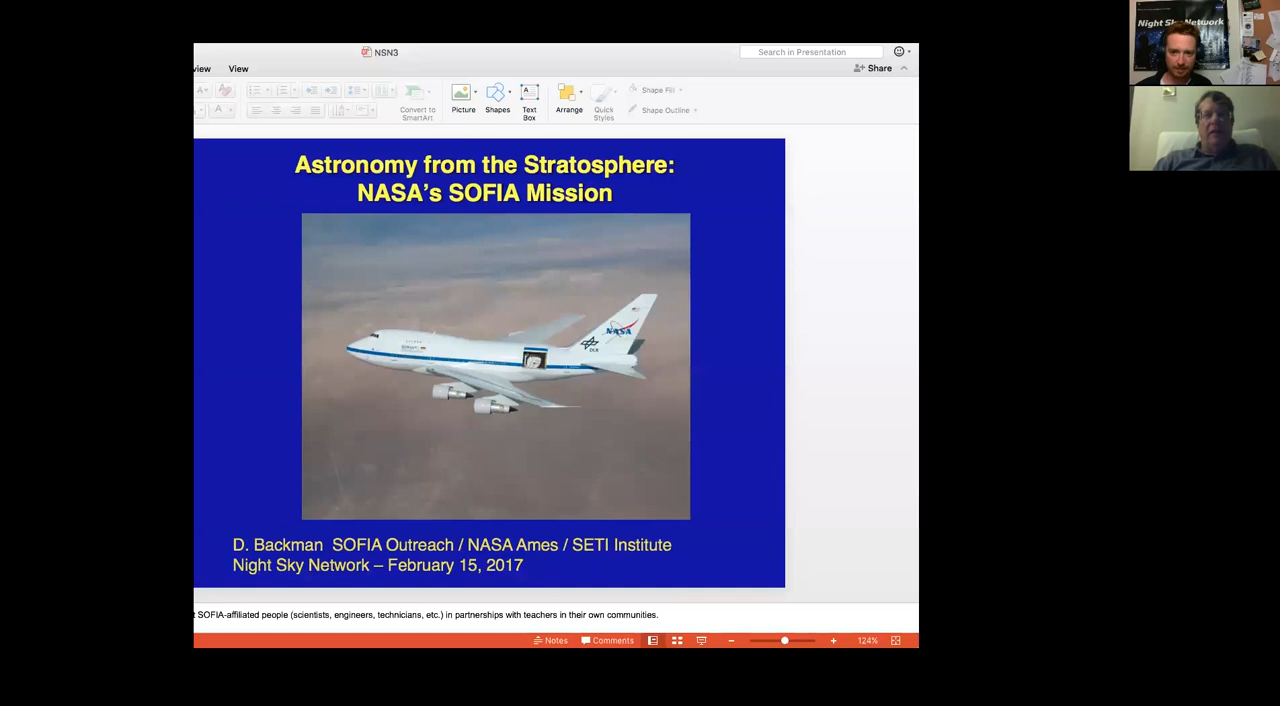 NSN3
Search in Presentation
view View
Share
Convert to
SmartArt
Picture
Shapes
Text
Box
Arrange
Quick
Styles
Shape Fill
Shape Outline
Astronomy from the Stratosphere:
NASA's SOFIA Mission
NASA
DLR
D. Backman SOFIA Outreach / NASA Ames / SETI Institute
Night Sky Network – February 15, 2017
t SOFIA-affiliated people (scientists, engineers, technicians, etc.) in partnerships with teachers in their own communities.
Notes
Comments
124%
Night Sky Network